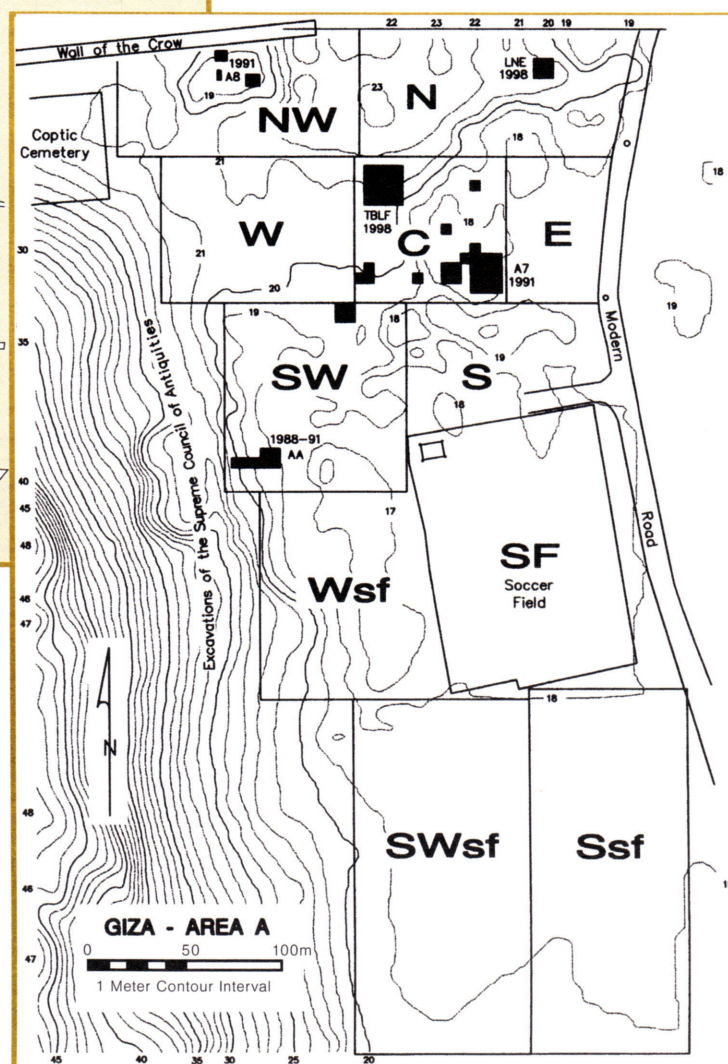 22 23 22 21 20 19 19
Wall of the Crow
1991
A8
19
NW
23
N
LNE
1998
18
18
Coptic
Cemetery
21
W
TBLF
1998
C
18
E
A7
1991
30
21
20
19
18
19
Modern
35
SW
19
S
18
Excavations of the Supreme Council of Antiquities
1988-91
AA
40
45
48
46
47
17
Wsf
SF
Soccer
Field
Road
18
N
48
46
47
SWsf
Ssf
GIZA - AREA A
0 50 100m
1 Meter Contour Interval
45 40 35 30 25 20